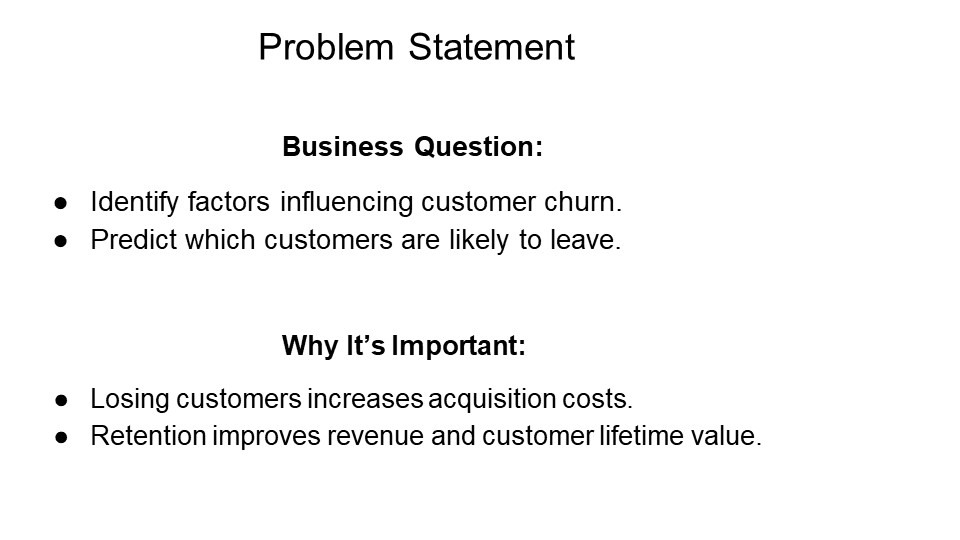 Problem Statement
Business Question:
● Identify factors influencing customer churn.
● Predict which customers are likely to leave.
Why It’s Important:
● Losing customers increases acquisition costs.
● Retention improves revenue and customer lifetime value.